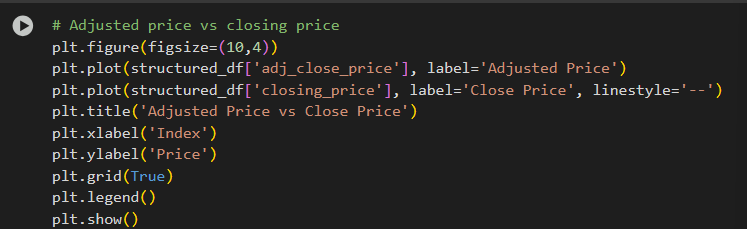 # Adjusted price vs closing price
plt.figure(figsize=(10,4))
plt.plot(structured_df['adj_close_price'], label='Adjusted Price')
plt.plot(structured_df['closing_price'], label='Close Price', linestyle='--')
plt.title('Adjusted Price vs Close Price')
plt.xlabel('Index')
plt.ylabel('Price')
plt.grid(True)
plt.legend()
plt.show()